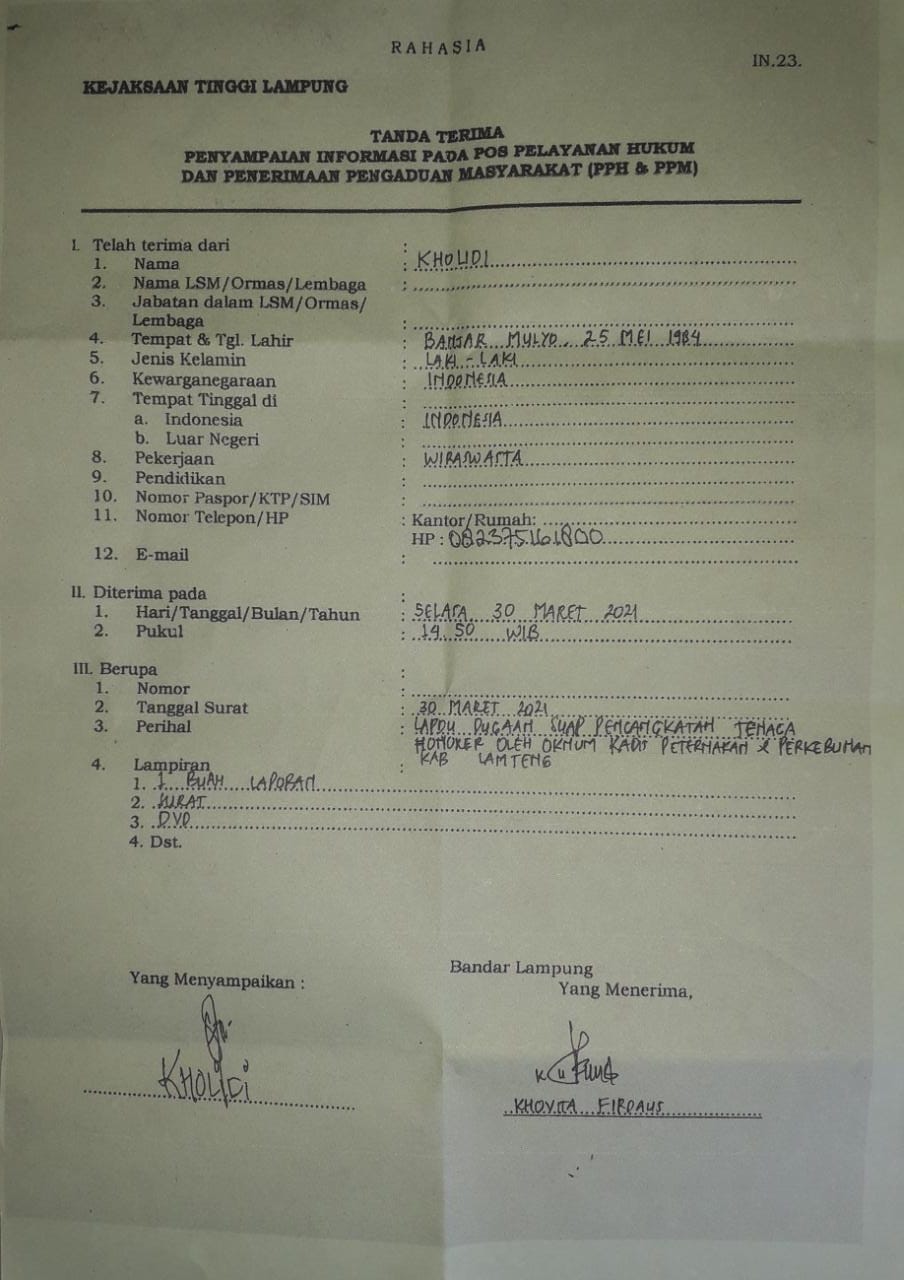 RAHASIA
IN.23.
KEJAKSAAN TINGGI LAMPUNG
TANDA TERIMA
PENYAMPAIAN INFORMASI PADA POS PELAYANAN HUKUM
DAN PENERIMAAN PENGADUAN MASYARAKAT (PPH & PPM)
I. Telah terima dari :
1. Nama : KHOLIDI
2. Nama LSM/Ormas/Lembaga :
3. Jabatan dalam LSM/Ormas/
Lembaga :
4. Tempat & Tgl. Lahir : BANJAR MULYO, 25 MEI 1984
5. Jenis Kelamin : LAKI - LAKI
6. Kewarganegaraan : INDONESIA
7. Tempat Tinggal di :
a. Indonesia : INDONESIA
b. Luar Negeri :
8. Pekerjaan : WIRASWASTA
9. Pendidikan :
10. Nomor Paspor/KTP/SIM :
11. Nomor Telepon/HP : Kantor/Rumah:
HP : 082375161800
12. E-mail :
II. Diterima pada :
1. Hari/Tanggal/Bulan/Tahun : SELASA 30 MARET 2021
2. Pukul : 14.50 WIB
III. Berupa :
1. Nomor :
2. Tanggal Surat : 30 MARET 2021
3. Perihal : LAPDU DUGAAN SUAP PENGANGKATAN TENAGA
HONORER OLEH OKNUM KADIS PETERNAKAN & PERKEBUNAN
KAB LAMTENG
4. Lampiran :
1. 1 BUAH LAPORAN
2. SURAT
3. DVD
4. Dst.
Bandar Lampung
Yang Menyampaikan :
Yang Menerima,
KHOLIDI
KHOVITA FIRDAUS